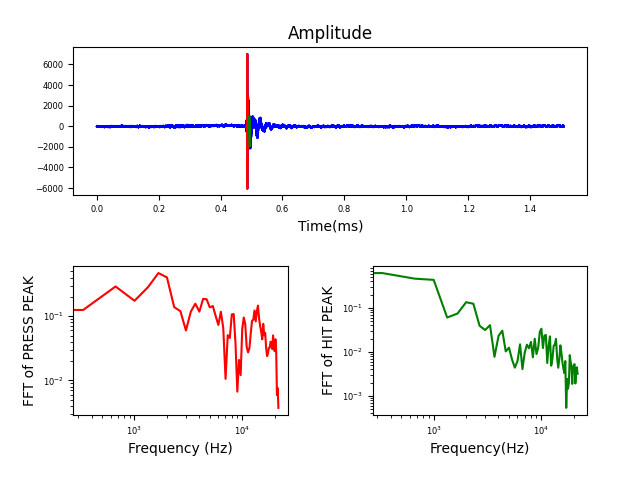 Amplitude
6000
4000
2000
0
−2000
−4000
−6000
0.0 0.2 0.4 0.6 0.8 1.0 1.2 1.4
Time(ms)
FFT of PRESS PEAK
10⁻¹
10⁻²
10³ 10⁴
Frequency (Hz)
FFT of HIT PEAK
10⁻¹
10⁻²
10⁻³
10³ 10⁴
Frequency(Hz)